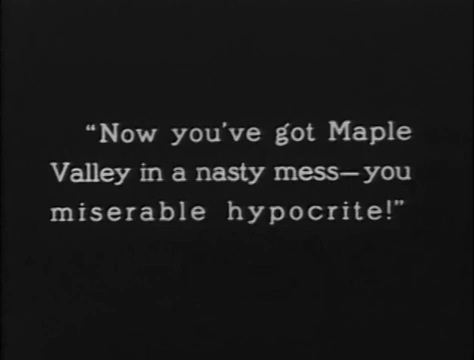 “Now you've got Maple
Valley in a nasty mess—you
miserable hypocrite!”